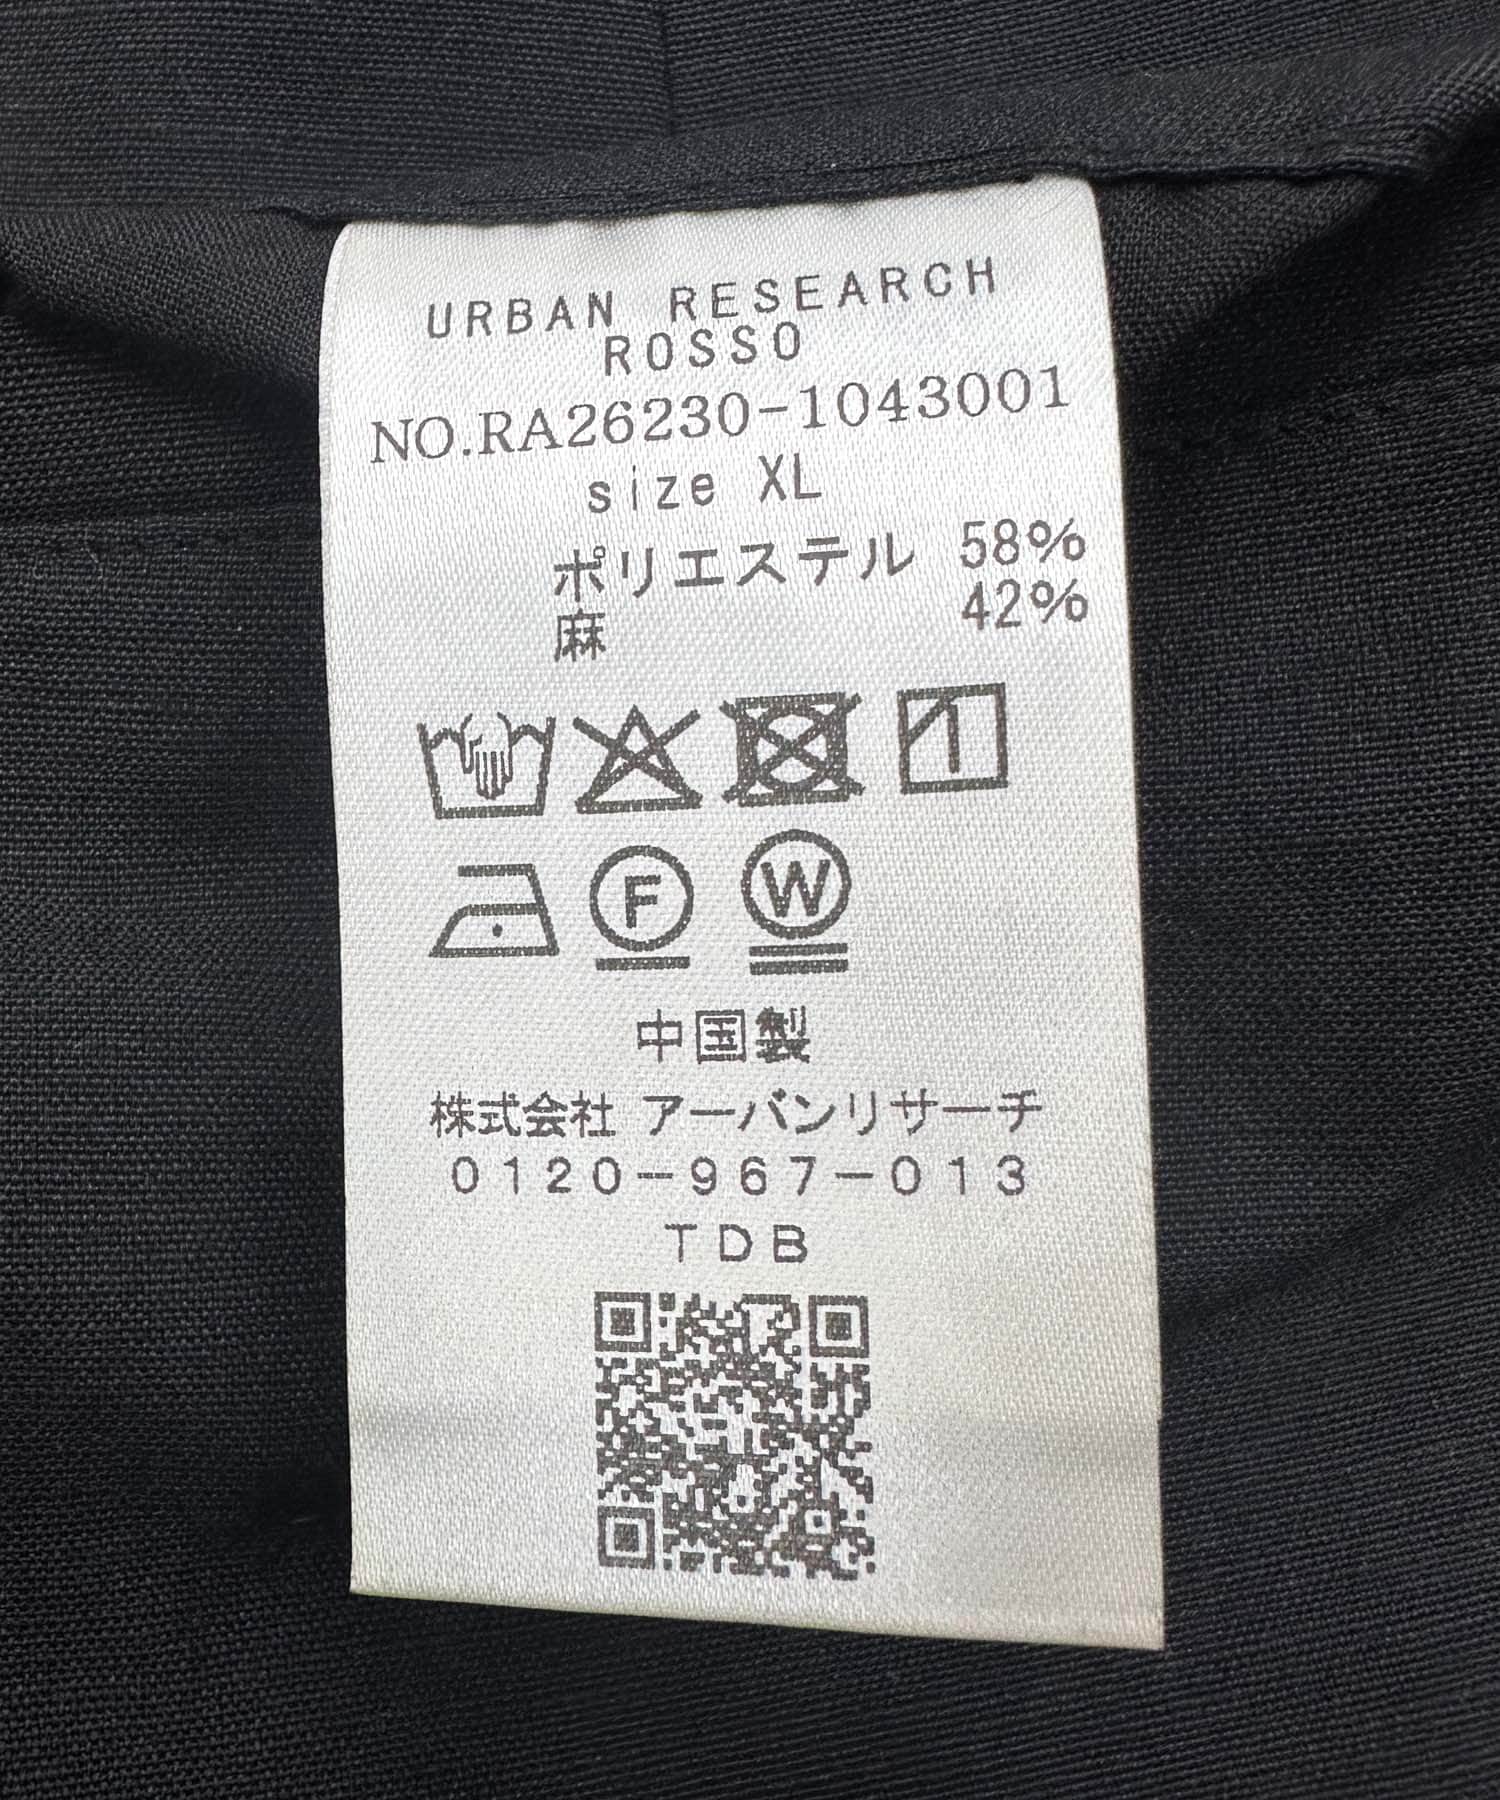 URBAN RESEARCH
ROSSO
NO.RA26230-1043001
size XL
ポリエステル 58%
麻 42%
F W
中国製
株式会社 アーバンリサーチ
0120-967-013
TDB